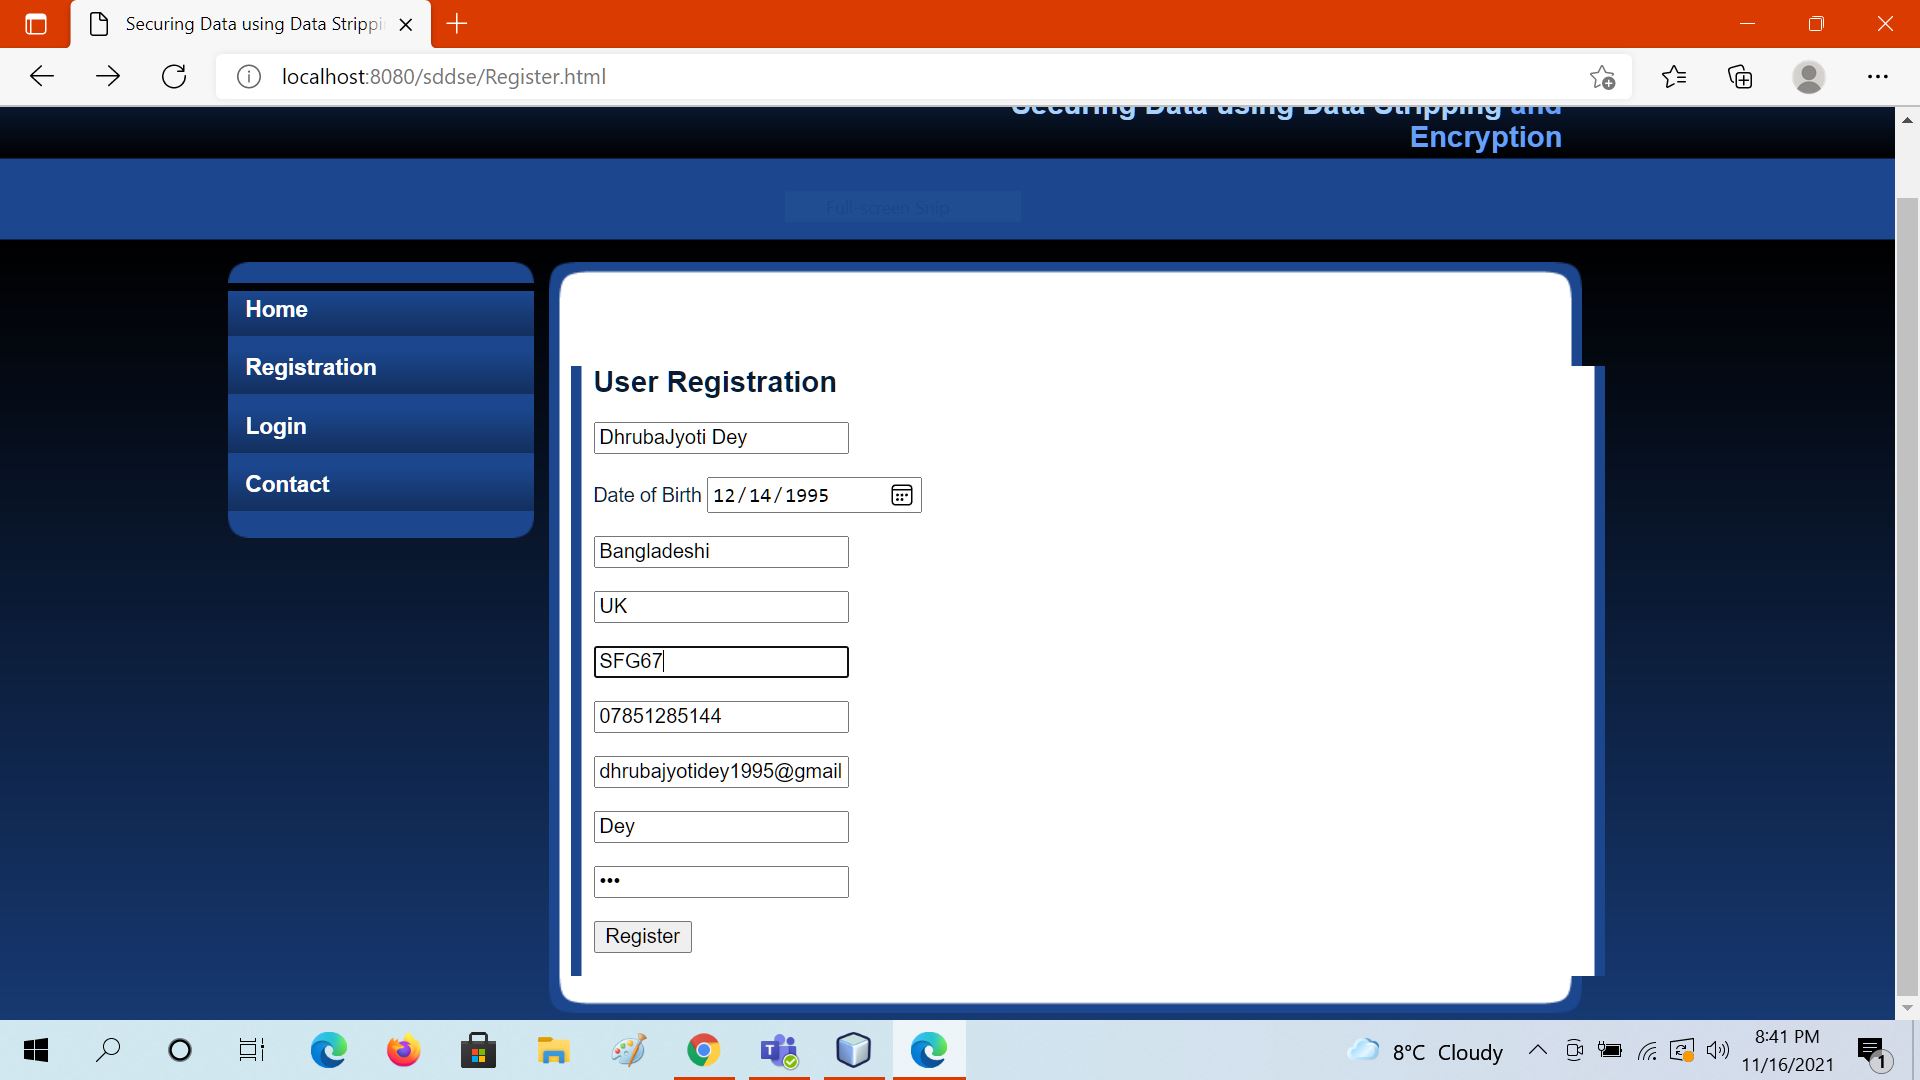 Securing Data using Data Strippi
localhost:8080/sddse/Register.html
Securing Data using Data Stripping and
Encryption
Full-screen Snip
Home
Registration
Login
Contact
User Registration
DhrubaJyoti Dey
Date of Birth 12/14/1995
Bangladeshi
UK
SFG67
07851285144
dhrubajyotidey1995@gmail
Dey
•••
Register
8°C Cloudy
8:41 PM
11/16/2021
1